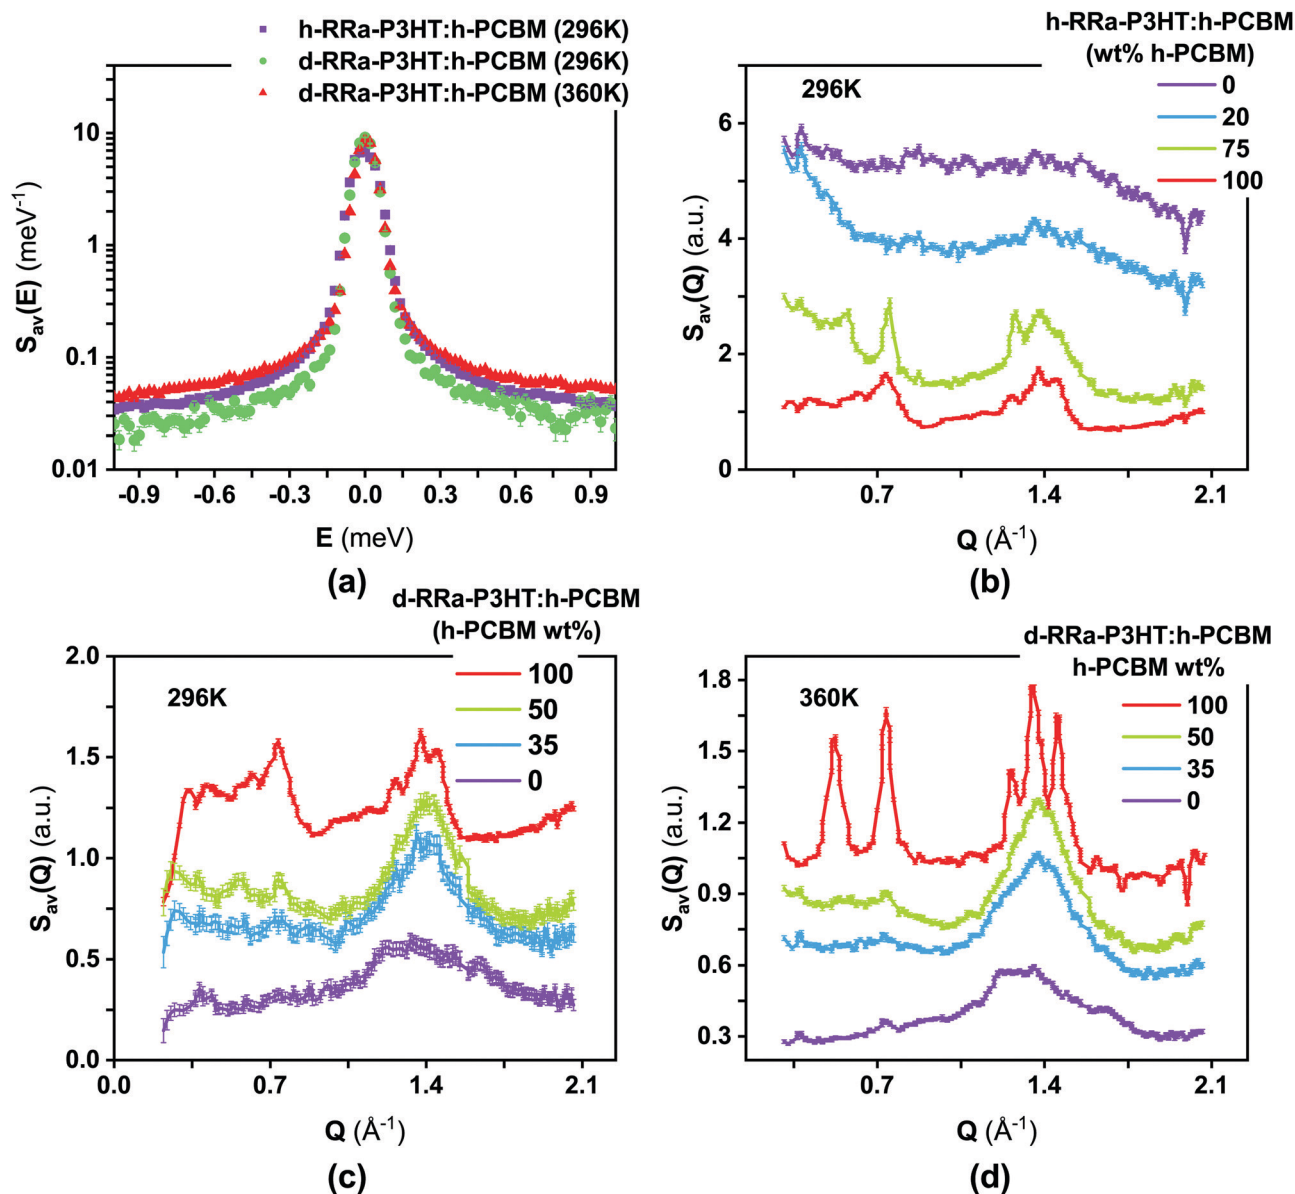 h-RRa-P3HT:h-PCBM (296K)
d-RRa-P3HT:h-PCBM (296K)
d-RRa-P3HT:h-PCBM (360K)
10
1
0.1
0.01
Sav(E) (meV-1)
-0.9 -0.6 -0.3 0.0 0.3 0.6 0.9
E (meV)
(a)
h-RRa-P3HT:h-PCBM
(wt% h-PCBM)
296K
0
20
75
100
6
4
2
0
Sav(Q) (a.u.)
0.7 1.4 2.1
Q (Å-1)
(b)
d-RRa-P3HT:h-PCBM
(h-PCBM wt%)
296K
100
50
35
0
2.0
1.5
1.0
0.5
0.0
Sav(Q) (a.u.)
0.0 0.7 1.4 2.1
Q (Å-1)
(c)
d-RRa-P3HT:h-PCBM
h-PCBM wt%
360K
100
50
35
0
1.8
1.5
1.2
0.9
0.6
0.3
Sav(Q) (a.u.)
0.7 1.4 2.1
Q (Å-1)
(d)